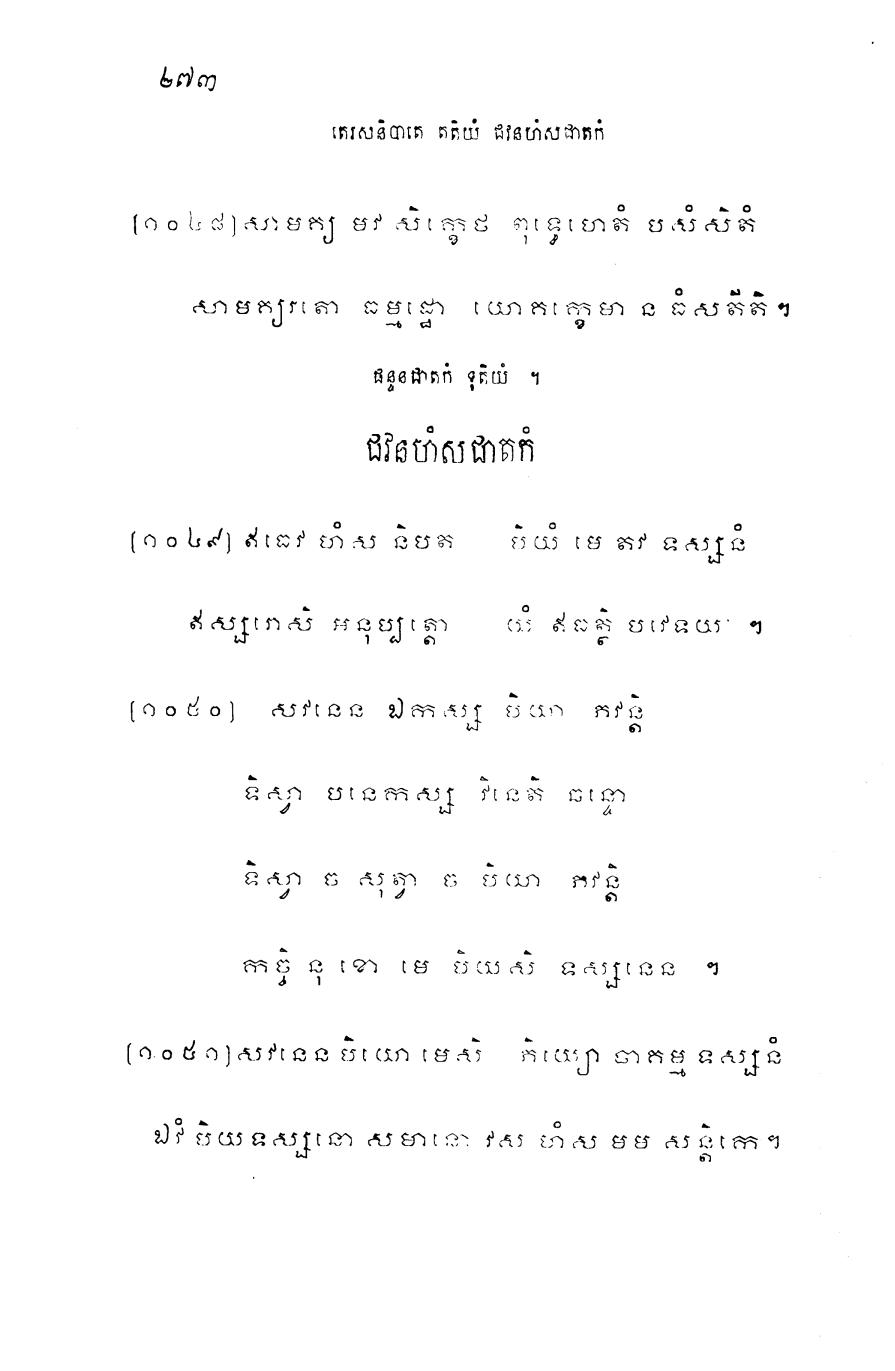 ២៧៣
តេរសនិបាតេ តតិយំ ជវនហំសជាតកំ
[១០៤៨] សាមគ្យ មវ សិក្ខេថ ពុទ្ធេហេតំ បសំសិតំ
សាមគ្យរតោ ធម្មដ្ឋោ យោគក្ខេមា ន ធំសតីតិ ៗ
ផន្ទនជាតកំ ទុតិយំ ។
ជវនហំសជាតកំ
[១០៤៩] ឥធេវ ហំស និបត បិយំ មេ តវ ទស្សនំ
ឥស្សរោសិ អនុប្បត្តោ យំ ឥធត្ថិ បវេទយ ៗ
[១០៥០] សវនេន ឯកស្ស បិយា ភវន្តិ
ទិស្វា បនេកស្ស វិនេតិ ឆន្ទោ
ទិស្វា ច សុត្វា ច បិយា ភវន្តិ
កច្ចិ នុ ខោ មេ បិយសិ ទស្សនេន ៗ
[១០៥១] សវនេន បិយោ មេសិ ភិយ្យោ ចាគម្ម ទស្សនំ
ឯវំ បិយទស្សនោ សមានោ វស ហំស មម សន្តិកេ ៗ